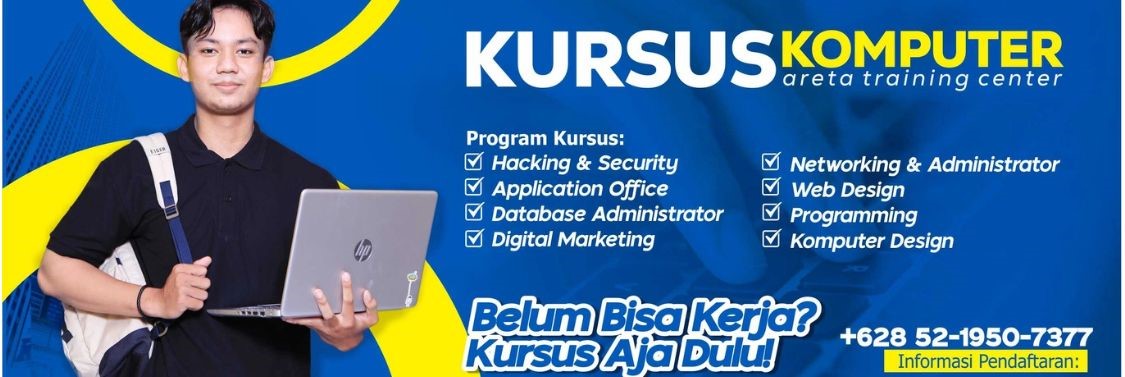 KURSUS KOMPUTER
areta training center
Program Kursus:
Hacking & Security
Application Office
Database Administrator
Digital Marketing
Networking & Administrator
Web Design
Programming
Komputer Design
Belum Bisa Kerja?
Kursus Aja Dulu!
+628 52-1950-7377
Informasi Pendaftaran:
hp